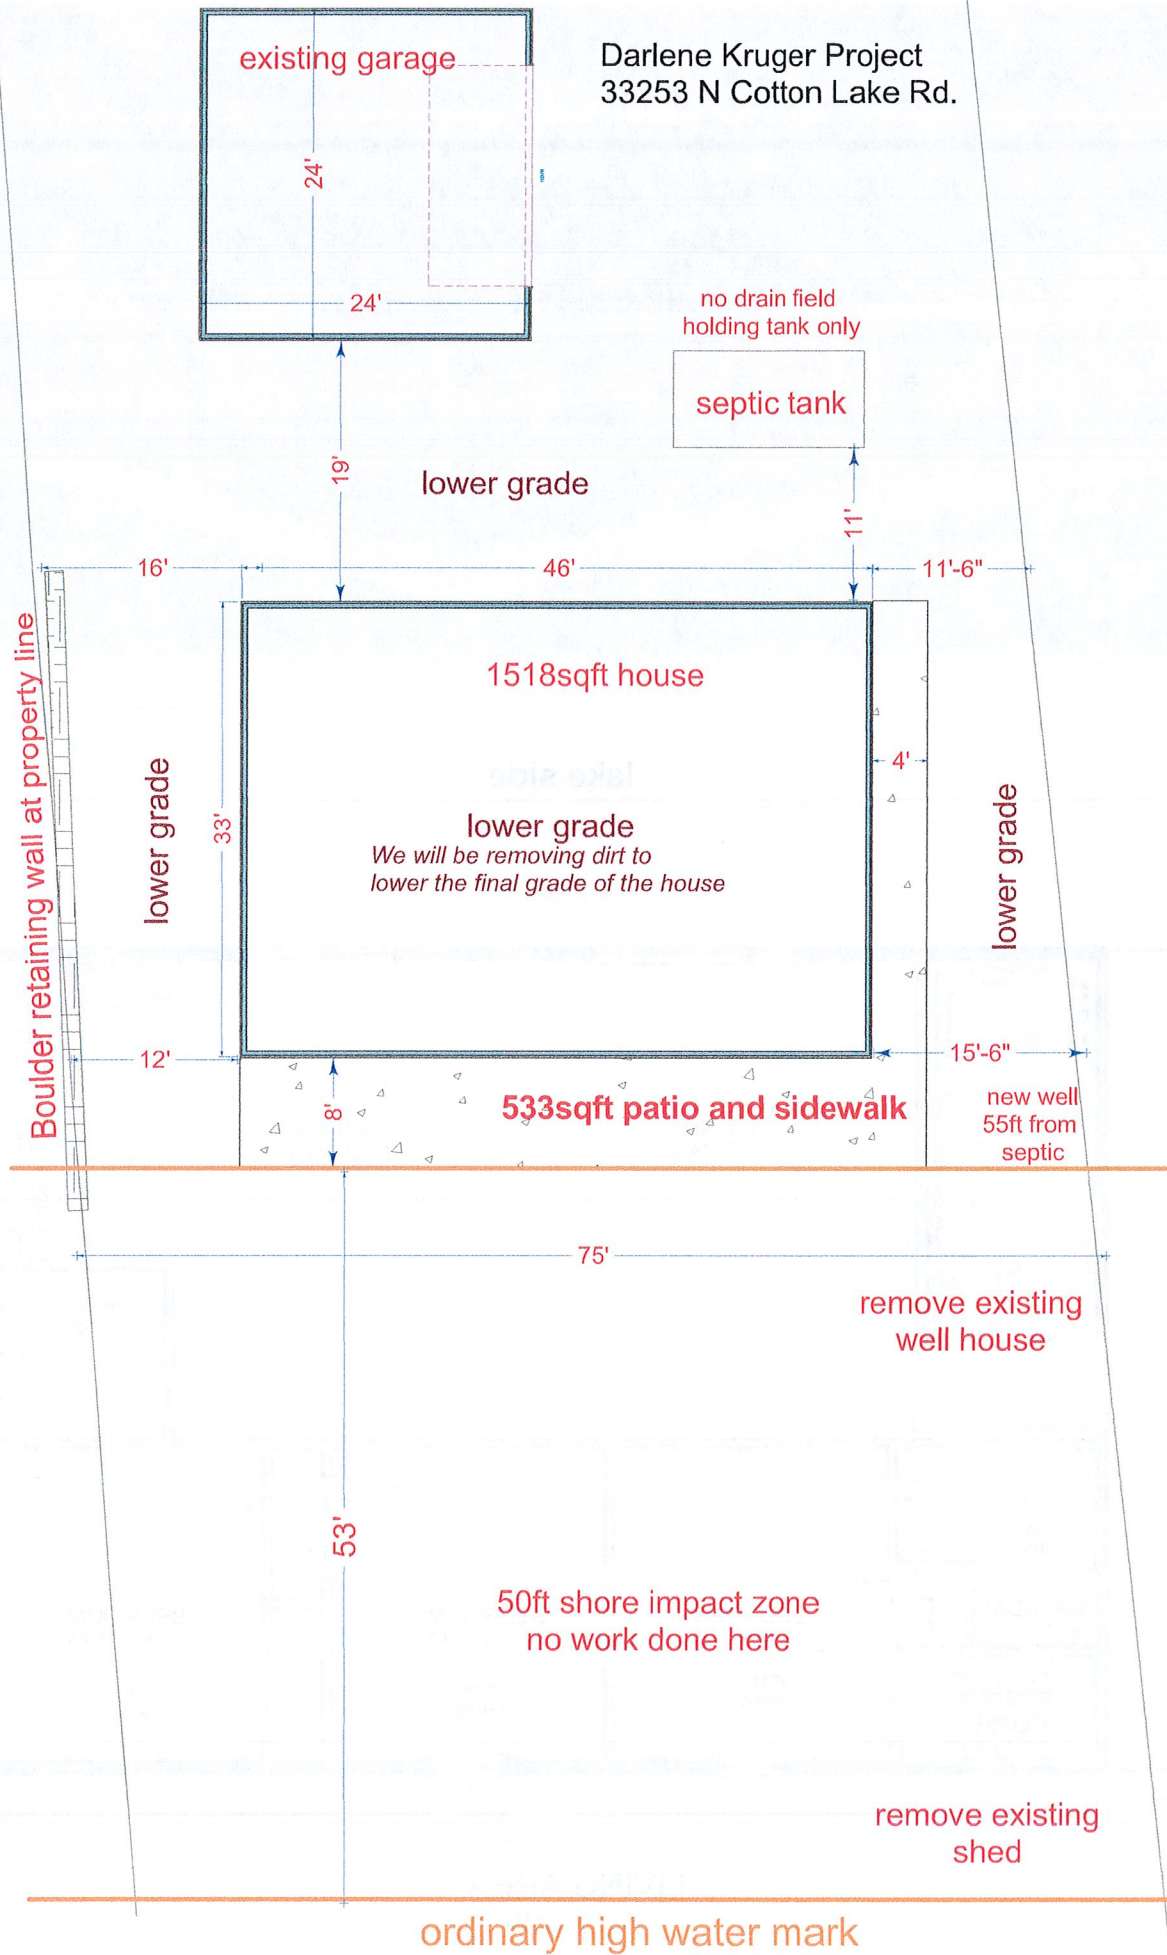 existing garage
Darlene Kruger Project
33253 N Cotton Lake Rd.
24'
24'
no drain field
holding tank only
septic tank
19'
lower grade
11'
16'
46'
11'-6"
Boulder retaining wall at property line
1518sqft house
lower grade
33'
4'
lower grade
We will be removing dirt to
lower the final grade of the house
lower grade
12'
15'-6"
8'
533sqft patio and sidewalk
new well
55ft from
septic
75'
remove existing
well house
53'
50ft shore impact zone
no work done here
remove existing
shed
ordinary high water mark
lake side
LIVING AREA